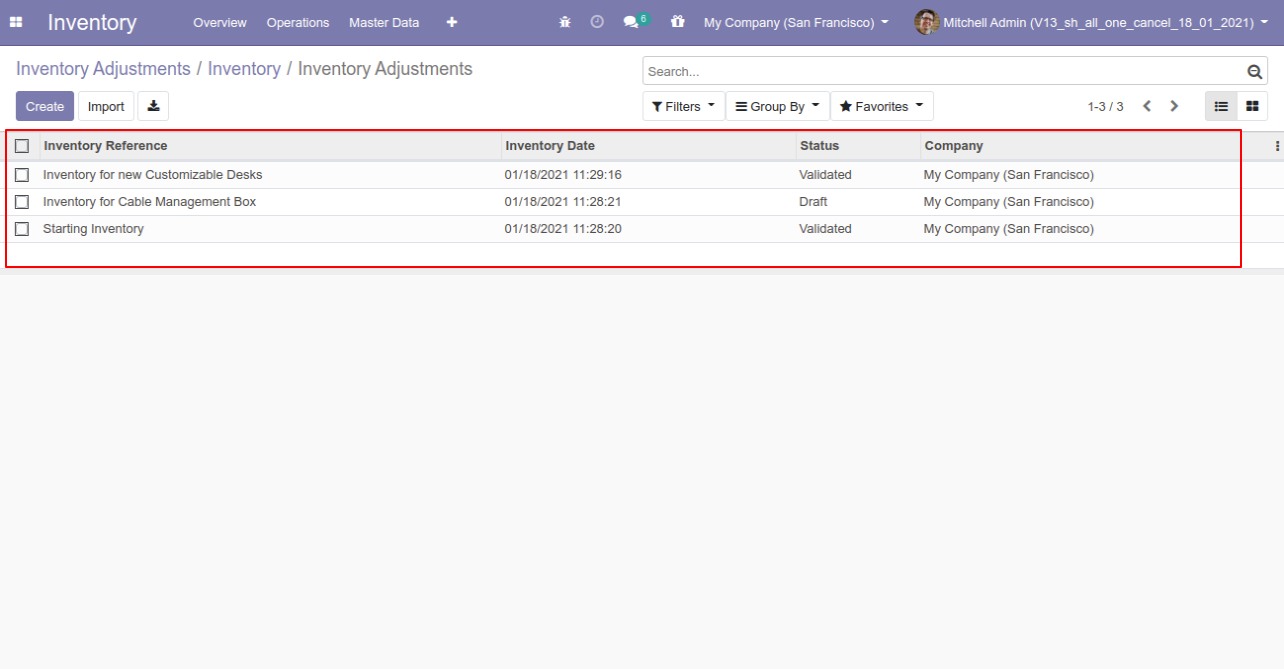 Inventory Overview Operations Master Data 6 My Company (San Francisco) Mitchell Admin (V13_sh_all_one_cancel_18_01_2021)
Inventory Adjustments / Inventory / Inventory Adjustments Search...
Create Import Filters Group By Favorites 1-3 / 3
Inventory Reference Inventory Date Status Company
Inventory for new Customizable Desks 01/18/2021 11:29:16 Validated My Company (San Francisco)
Inventory for Cable Management Box 01/18/2021 11:28:21 Draft My Company (San Francisco)
Starting Inventory 01/18/2021 11:28:20 Validated My Company (San Francisco)